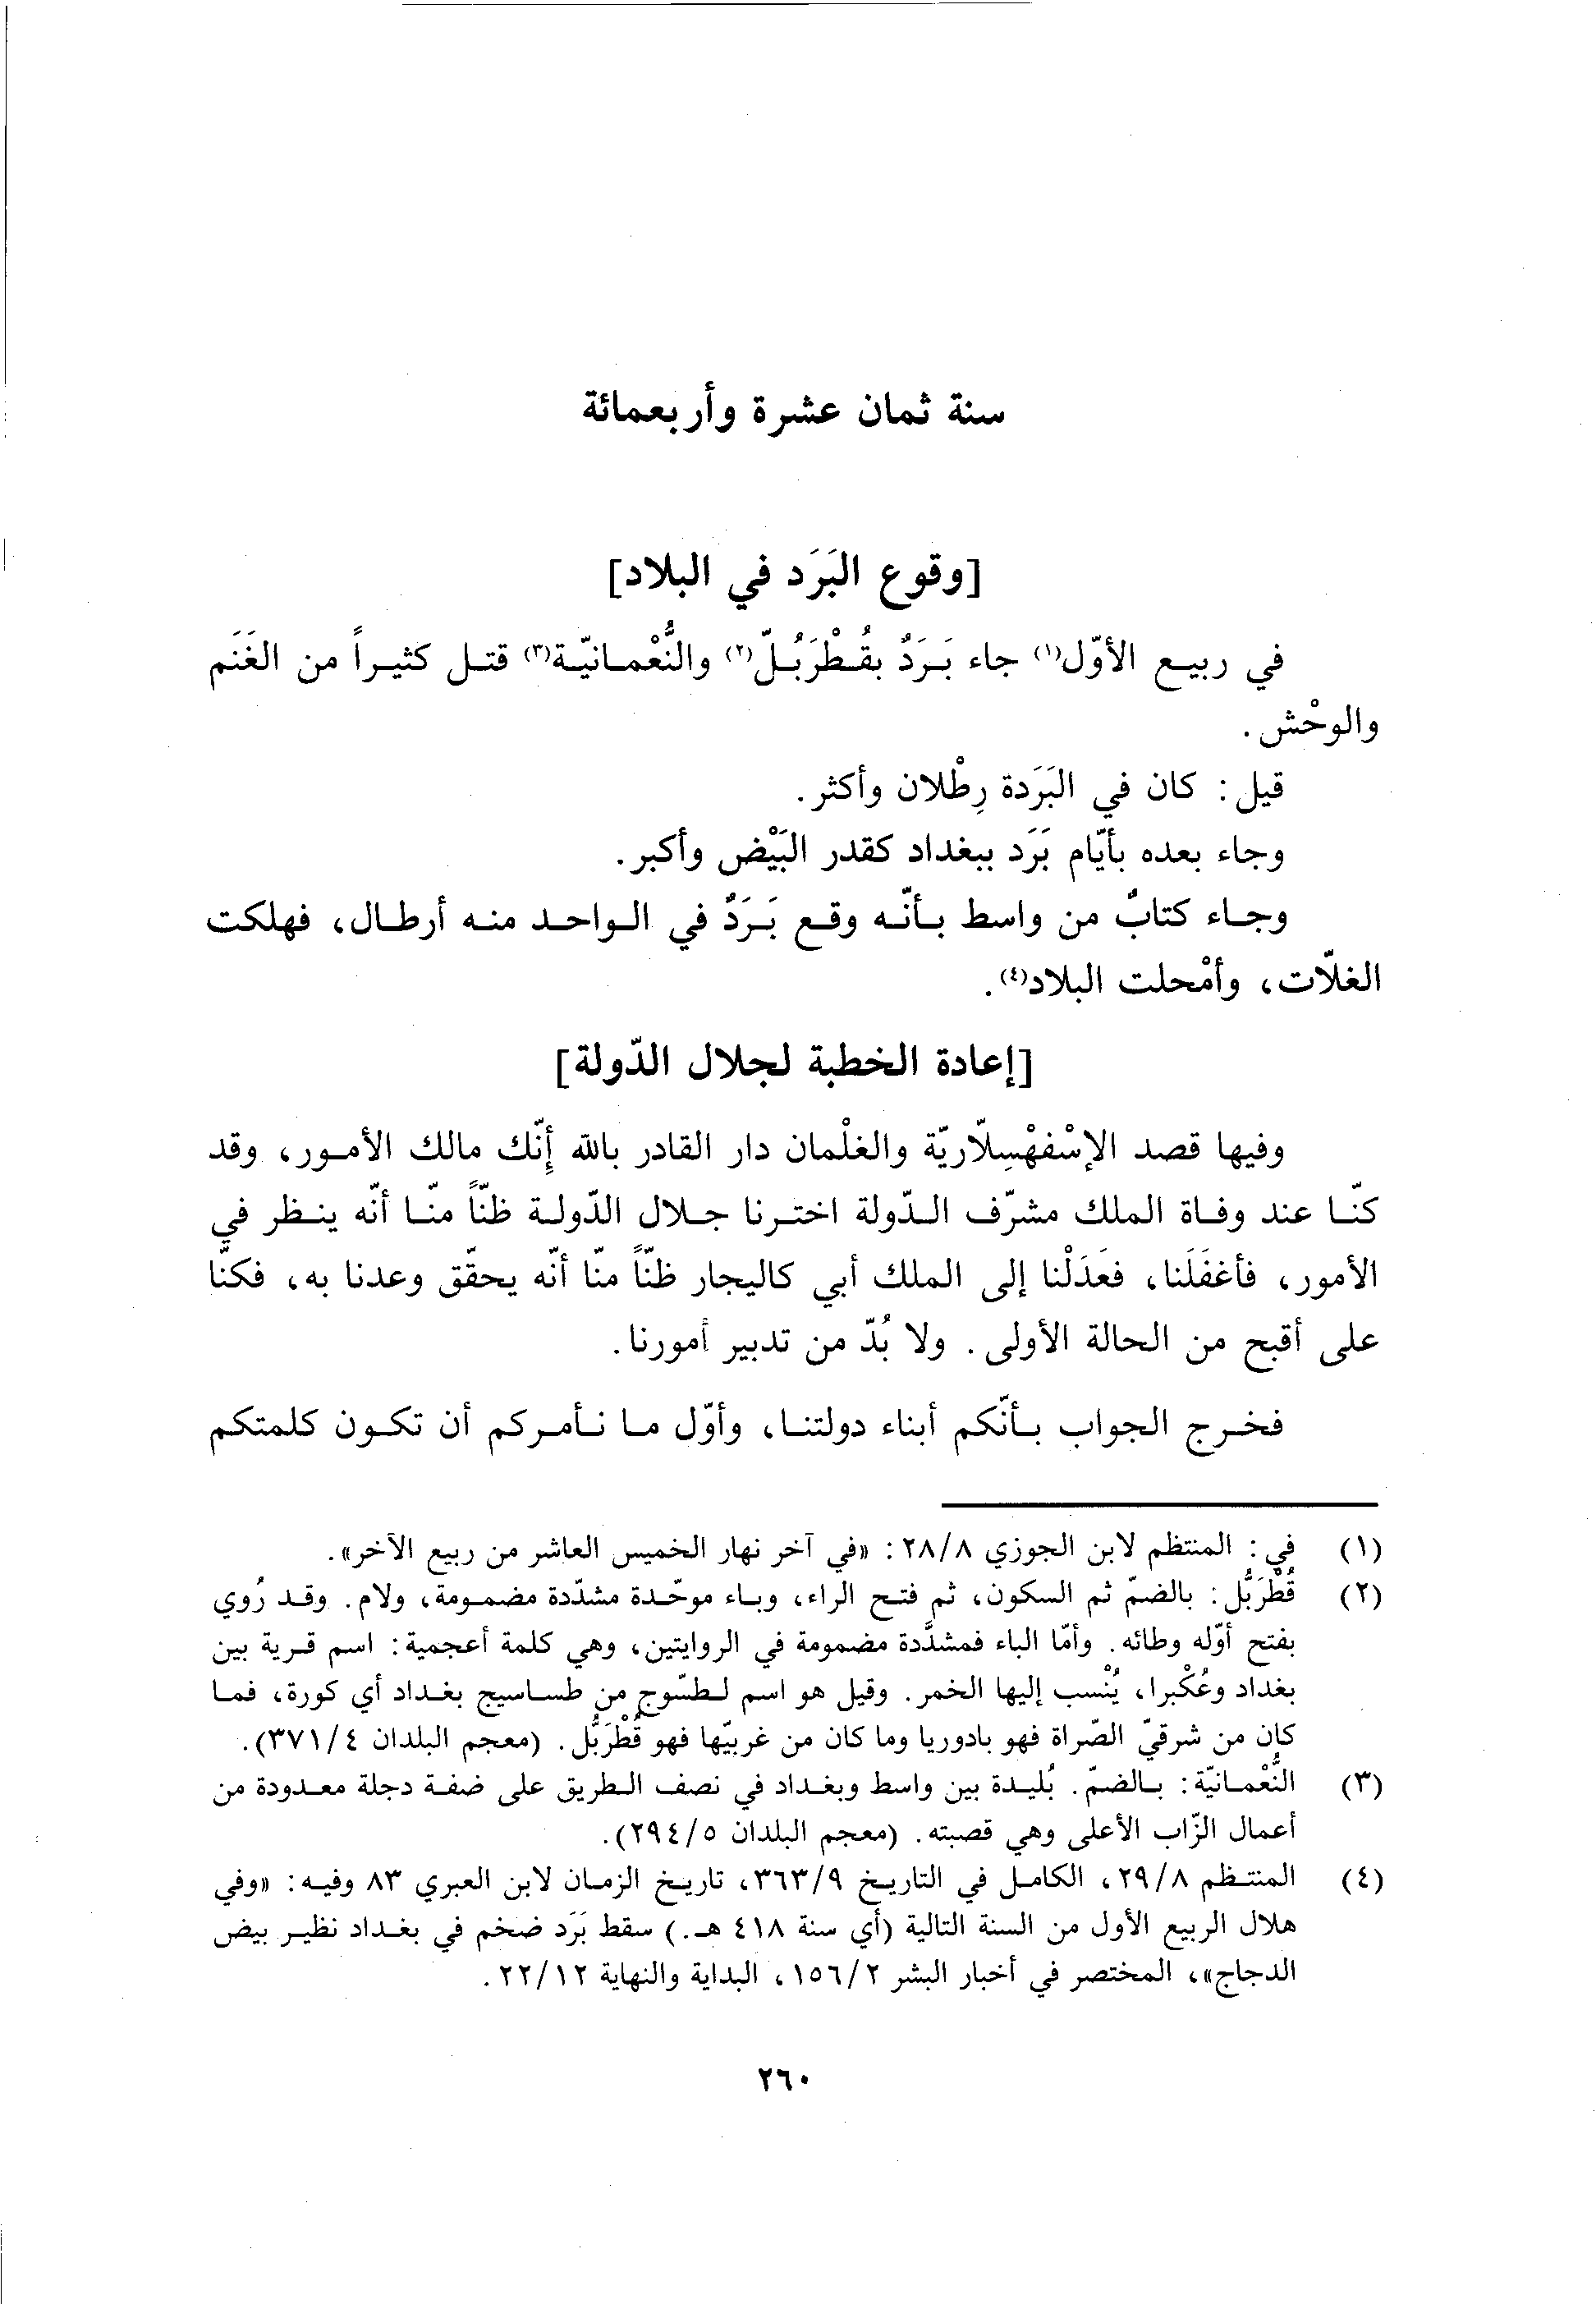 سنة ثمان عشرة وأربعمائة
[وقوع البَرَد في البلاد]
في ربيع الأوّل(١) جاء بَرَدٌ بقُطْرَبُلّ(٢) والنُّعْمانيّة(٣) قتل كثيراً من الغَنَم
والوحْش.
قيل: كان في البَرَدة رِطْلان وأكثر.
وجاء بعده بأيّام بَرَد ببغداد كقدر البَيْض وأكبر.
وجاء كتابٌ من واسط بأنّه وقع بَرَدٌ في الواحد منه أرطال، فهلكت
الغلّات، وأمْحلت البلاد(٤).
[إعادة الخطبة لجلال الدّولة]
وفيها قصد الإسْفهْسِلّاريّة والغلْمان دار القادر بالله إنّك مالك الأمور، وقد
كنّا عند وفاة الملك مشرّف الدّولة اخترنا جلال الدّولة ظنّاً منّا أنّه ينظر في
الأمور، فأغفَلَنا، فعَدَلْنا إلى الملك أبي كاليجار ظنّاً منّا أنّه يحقّق وعدنا به، فكنّا
على أقبح من الحالة الأولى. ولا بُدّ من تدبير أمورنا.
فخرج الجواب بأنّكم أبناء دولتنا، وأوّل ما نأمركم أن تكون كلمتكم
(١) في: المنتظم لابن الجوزي ٢٨/٨: «في آخر نهار الخميس العاشر من ربيع الآخر».
(٢) قُطْرَبُّل: بالضمّ ثم السكون، ثم فتح الراء، وباء موحّدة مشدّدة مضمومة، ولام. وقد رُوي
بفتح أوّله وطائه. وأمّا الباء فمشدَّدة مضمومة في الروايتين، وهي كلمة أعجمية: اسم قرية بين
بغداد وعُكْبرا، يُنْسب إليها الخمر. وقيل هو اسم لطسّوج من طساسيج بغداد أي كورة، فما
كان من شرقيّ الصّراة فهو بادوريا وما كان من غربيّها فهو قُطْرَبُّل. (معجم البلدان ٣٧١/٤).
(٣) النُّعْمانيّة: بالضمّ. بُليدة بين واسط وبغداد في نصف الطريق على ضفة دجلة معدودة من
أعمال الزّاب الأعلى وهي قصبته. (معجم البلدان ٢٩٤/٥).
(٤) المنتظم ٢٩/٨، الكامل في التاريخ ٣٦٣/٩، تاريخ الزمان لابن العبري ٨٣ وفيه: «وفي
هلال الربيع الأول من السنة التالية (أي سنة ٤١٨ هـ.) سقط بَرَد ضخم في بغداد نظير بيض
الدجاج»، المختصر في أخبار البشر ١٥٦/٢، البداية والنهاية ٢٢/١٢.
٢٦٠